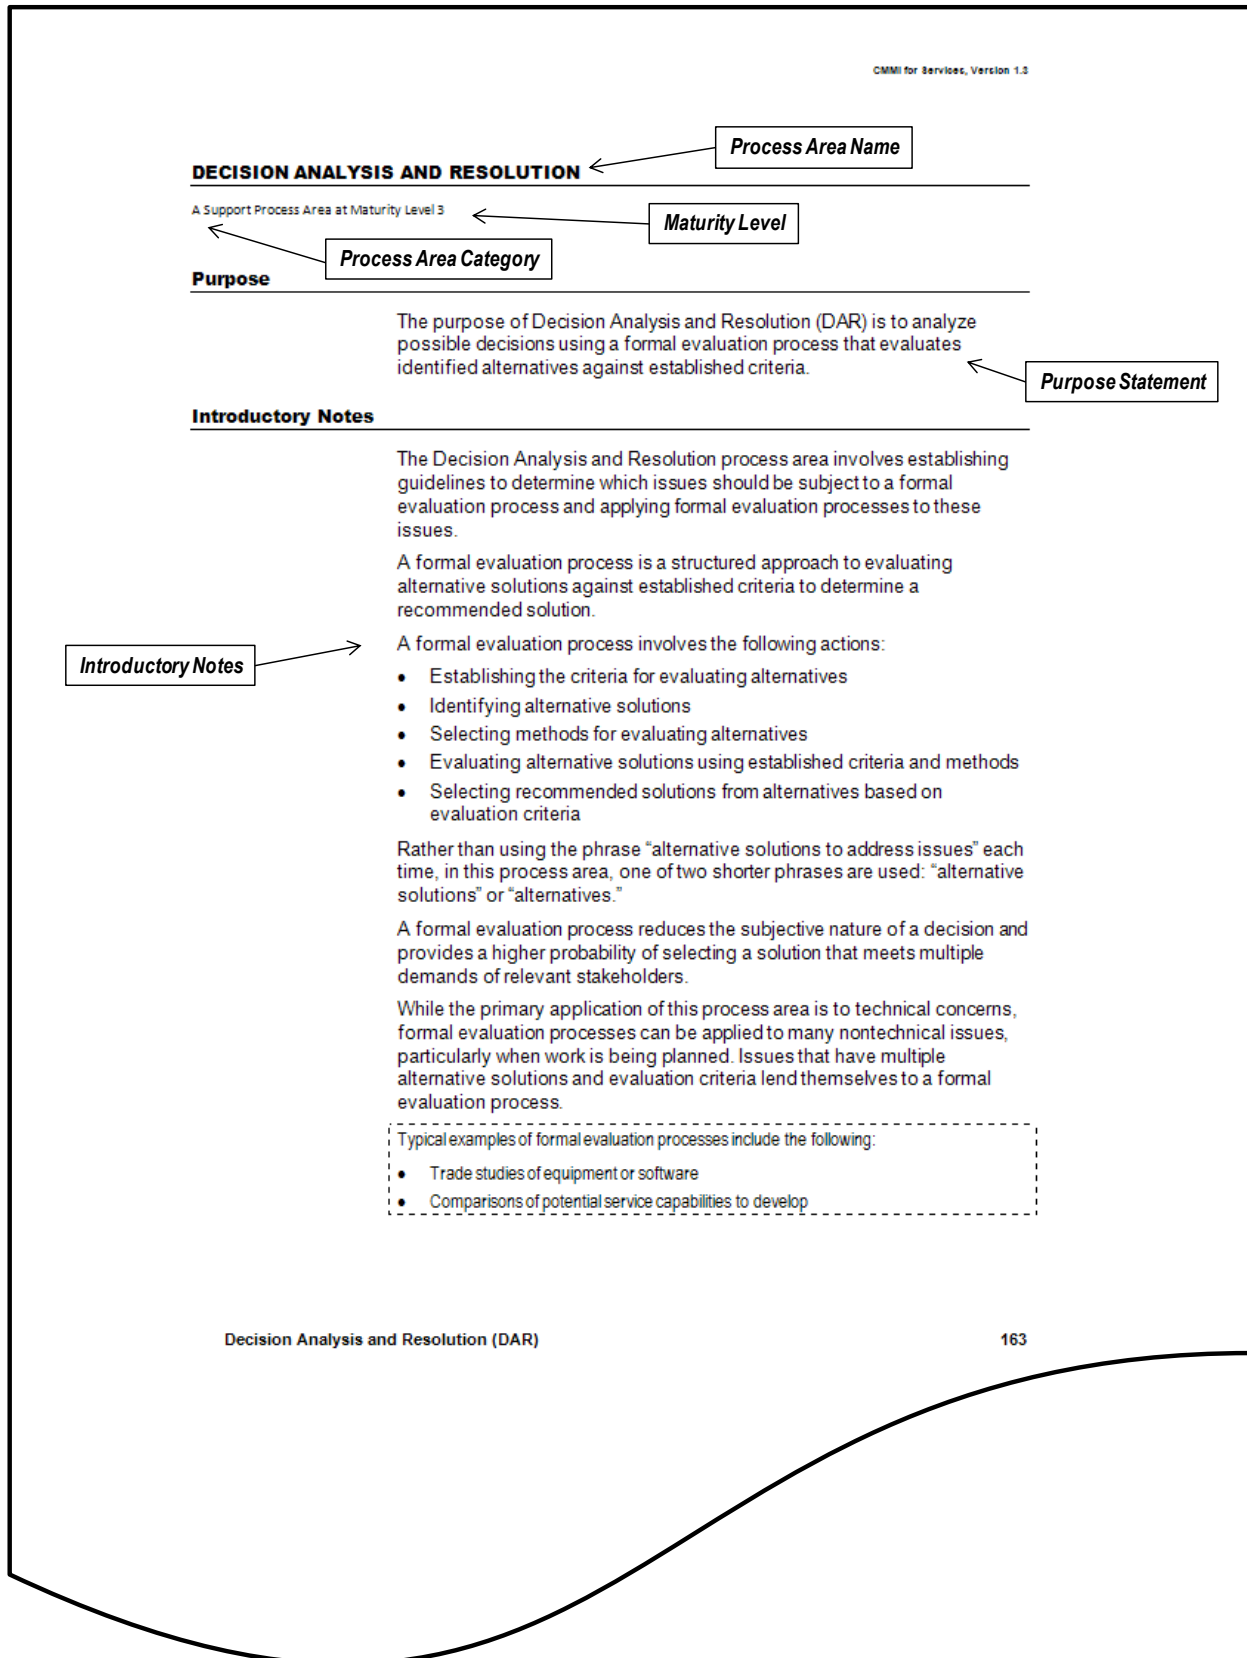 CMMI for Services, Version 1.3
Process Area Name
DECISION ANALYSIS AND RESOLUTION
A Support Process Area at Maturity Level 3
Maturity Level
Process Area Category
Purpose
The purpose of Decision Analysis and Resolution (DAR) is to analyze
possible decisions using a formal evaluation process that evaluates
identified alternatives against established criteria.
Purpose Statement
Introductory Notes
The Decision Analysis and Resolution process area involves establishing
guidelines to determine which issues should be subject to a formal
evaluation process and applying formal evaluation processes to these
issues.
A formal evaluation process is a structured approach to evaluating
alternative solutions against established criteria to determine a
recommended solution.
A formal evaluation process involves the following actions:
Introductory Notes
• Establishing the criteria for evaluating alternatives
• Identifying alternative solutions
• Selecting methods for evaluating alternatives
• Evaluating alternative solutions using established criteria and methods
• Selecting recommended solutions from alternatives based on
evaluation criteria
Rather than using the phrase “alternative solutions to address issues” each
time, in this process area, one of two shorter phrases are used: “alternative
solutions” or “alternatives.”
A formal evaluation process reduces the subjective nature of a decision and
provides a higher probability of selecting a solution that meets multiple
demands of relevant stakeholders.
While the primary application of this process area is to technical concerns,
formal evaluation processes can be applied to many nontechnical issues,
particularly when work is being planned. Issues that have multiple
alternative solutions and evaluation criteria lend themselves to a formal
evaluation process.
Typical examples of formal evaluation processes include the following:
• Trade studies of equipment or software
• Comparisons of potential service capabilities to develop
Decision Analysis and Resolution (DAR) 163